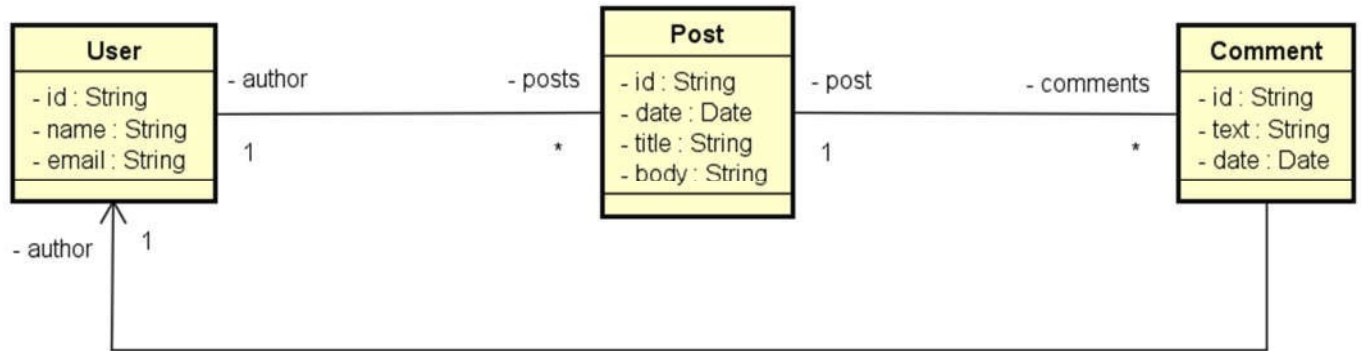 User
- id : String
- name : String
- email : String
- author
1
- posts
*
Post
- id : String
- date : Date
- title : String
- body : String
- post
1
- comments
*
Comment
- id : String
- text : String
- date : Date
- author
1